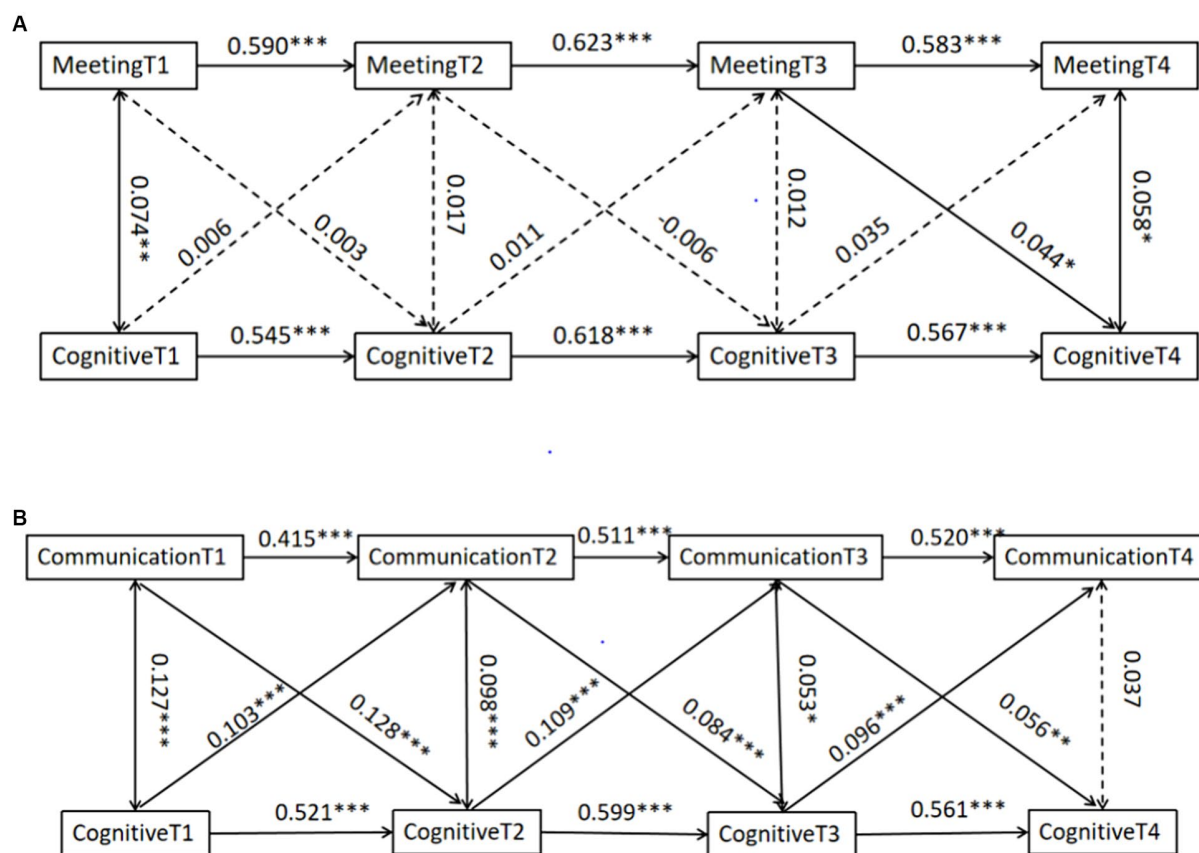 A
0.590***
0.623***
0.583***
MeetingT1
MeetingT2
MeetingT3
MeetingT4
0.074**
0.006
0.003
0.017
0.011
-0.006
0.012
0.035
0.044*
0.058*
0.545***
0.618***
0.567***
CognitiveT1
CognitiveT2
CognitiveT3
CognitiveT4
B
0.415***
0.511***
0.520***
CommunicationT1
CommunicationT2
CommunicationT3
CommunicationT4
0.127***
0.103***
0.128***
0.098***
0.109***
0.084***
0.053*
0.096***
0.056**
0.037
0.521***
0.599***
0.561***
CognitiveT1
CognitiveT2
CognitiveT3
CognitiveT4